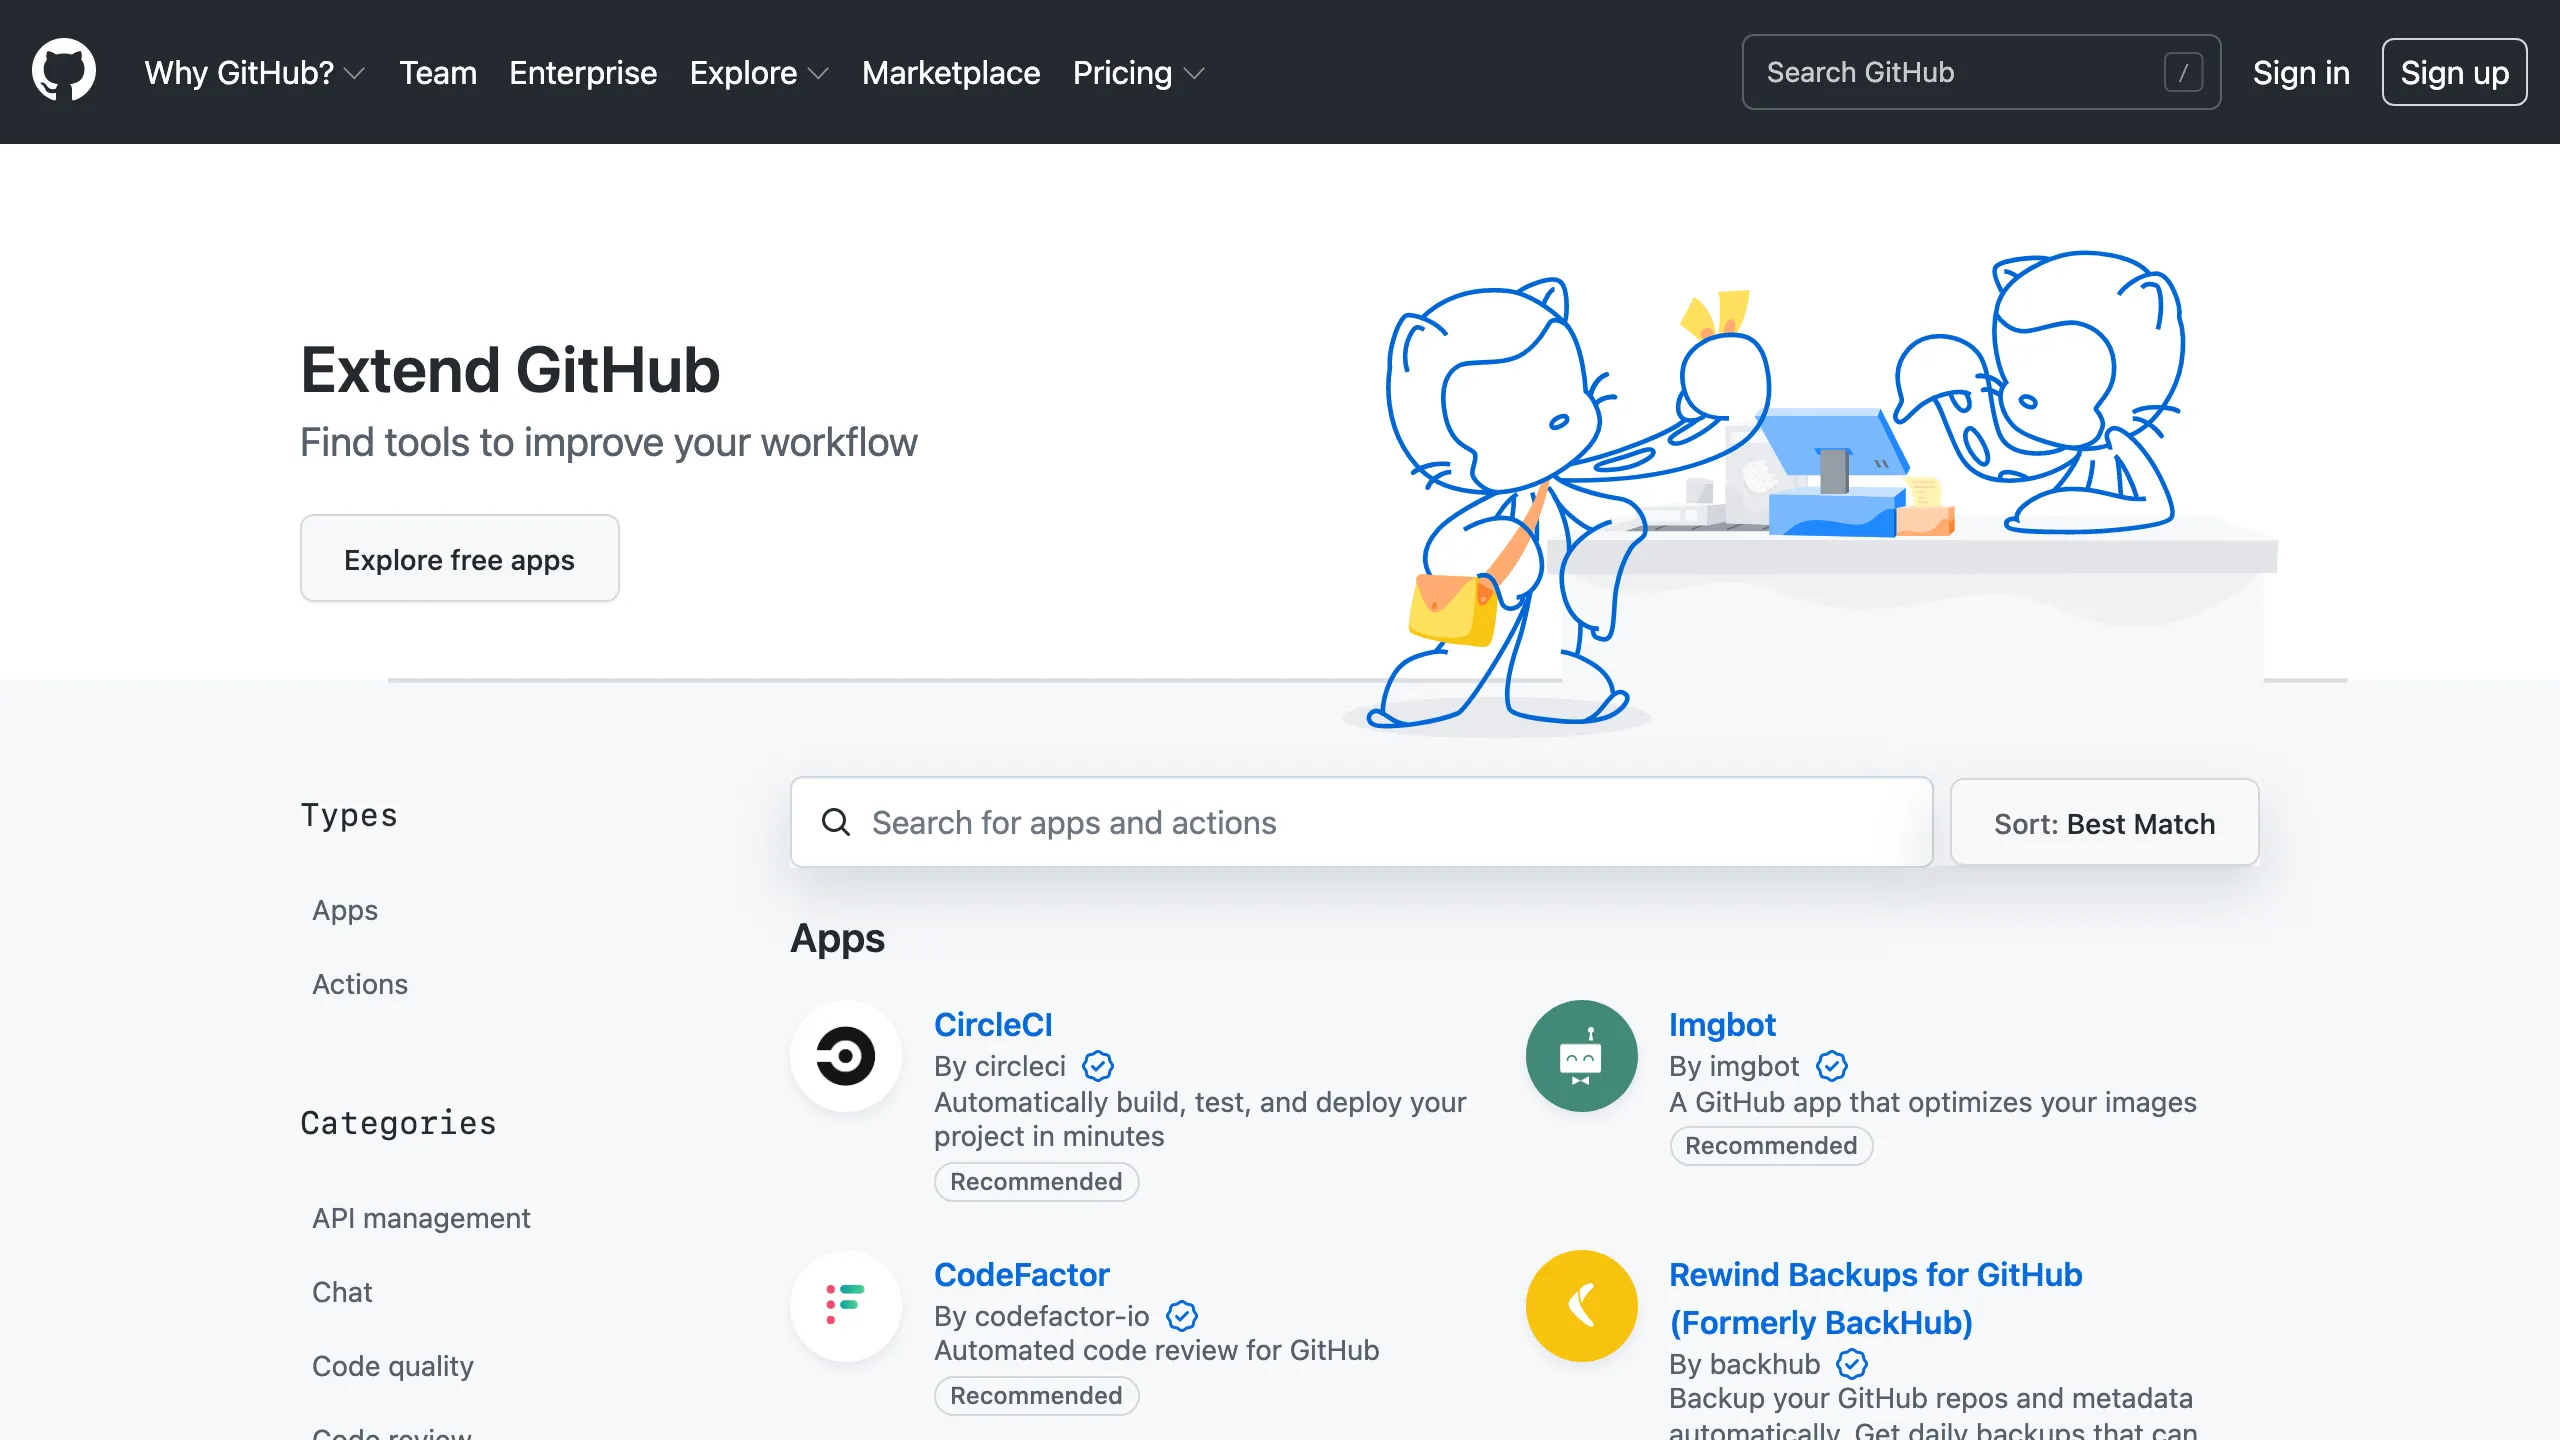 Why GitHub?
Team
Enterprise
Explore
Marketplace
Pricing
Search GitHub
/
Sign in
Sign up
Extend GitHub
Find tools to improve your workflow
Explore free apps
Types
Apps
Actions
Categories
API management
Chat
Code quality
Code review
Search for apps and actions
Sort: Best Match
Apps
CircleCI
By circleci
Automatically build, test, and deploy your
project in minutes
Recommended
Imgbot
By imgbot
A GitHub app that optimizes your images
Recommended
CodeFactor
By codefactor-io
Automated code review for GitHub
Recommended
Rewind Backups for GitHub
(Formerly BackHub)
By backhub
Backup your GitHub repos and metadata
automatically. Get daily backups that can